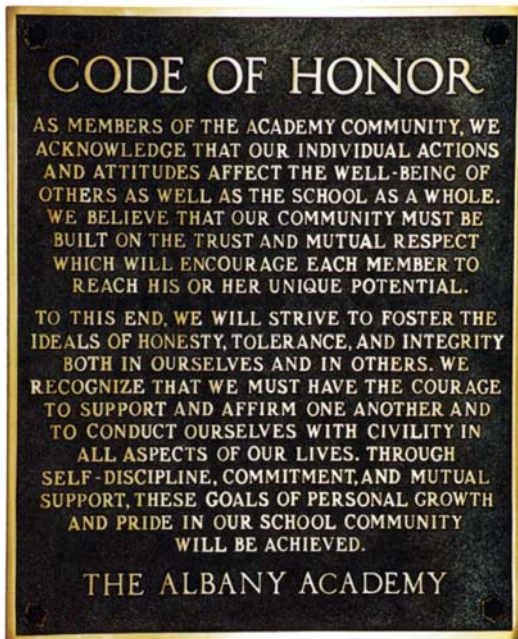 CODE OF HONOR
AS MEMBERS OF THE ACADEMY COMMUNITY, WE
ACKNOWLEDGE THAT OUR INDIVIDUAL ACTIONS
AND ATTITUDES AFFECT THE WELL-BEING OF
OTHERS AS WELL AS THE SCHOOL AS A WHOLE.
WE BELIEVE THAT OUR COMMUNITY MUST BE
BUILT ON THE TRUST AND MUTUAL RESPECT
WHICH WILL ENCOURAGE EACH MEMBER TO
REACH HIS OR HER UNIQUE POTENTIAL.
TO THIS END, WE WILL STRIVE TO FOSTER THE
IDEALS OF HONESTY, TOLERANCE, AND INTEGRITY
BOTH IN OURSELVES AND IN OTHERS. WE
RECOGNIZE THAT WE MUST HAVE THE COURAGE
TO SUPPORT AND AFFIRM ONE ANOTHER AND
TO CONDUCT OURSELVES WITH CIVILITY IN
ALL ASPECTS OF OUR LIVES. THROUGH
SELF-DISCIPLINE, COMMITMENT, AND MUTUAL
SUPPORT, THESE GOALS OF PERSONAL GROWTH
AND PRIDE IN OUR SCHOOL COMMUNITY
WILL BE ACHIEVED.
THE ALBANY ACADEMY